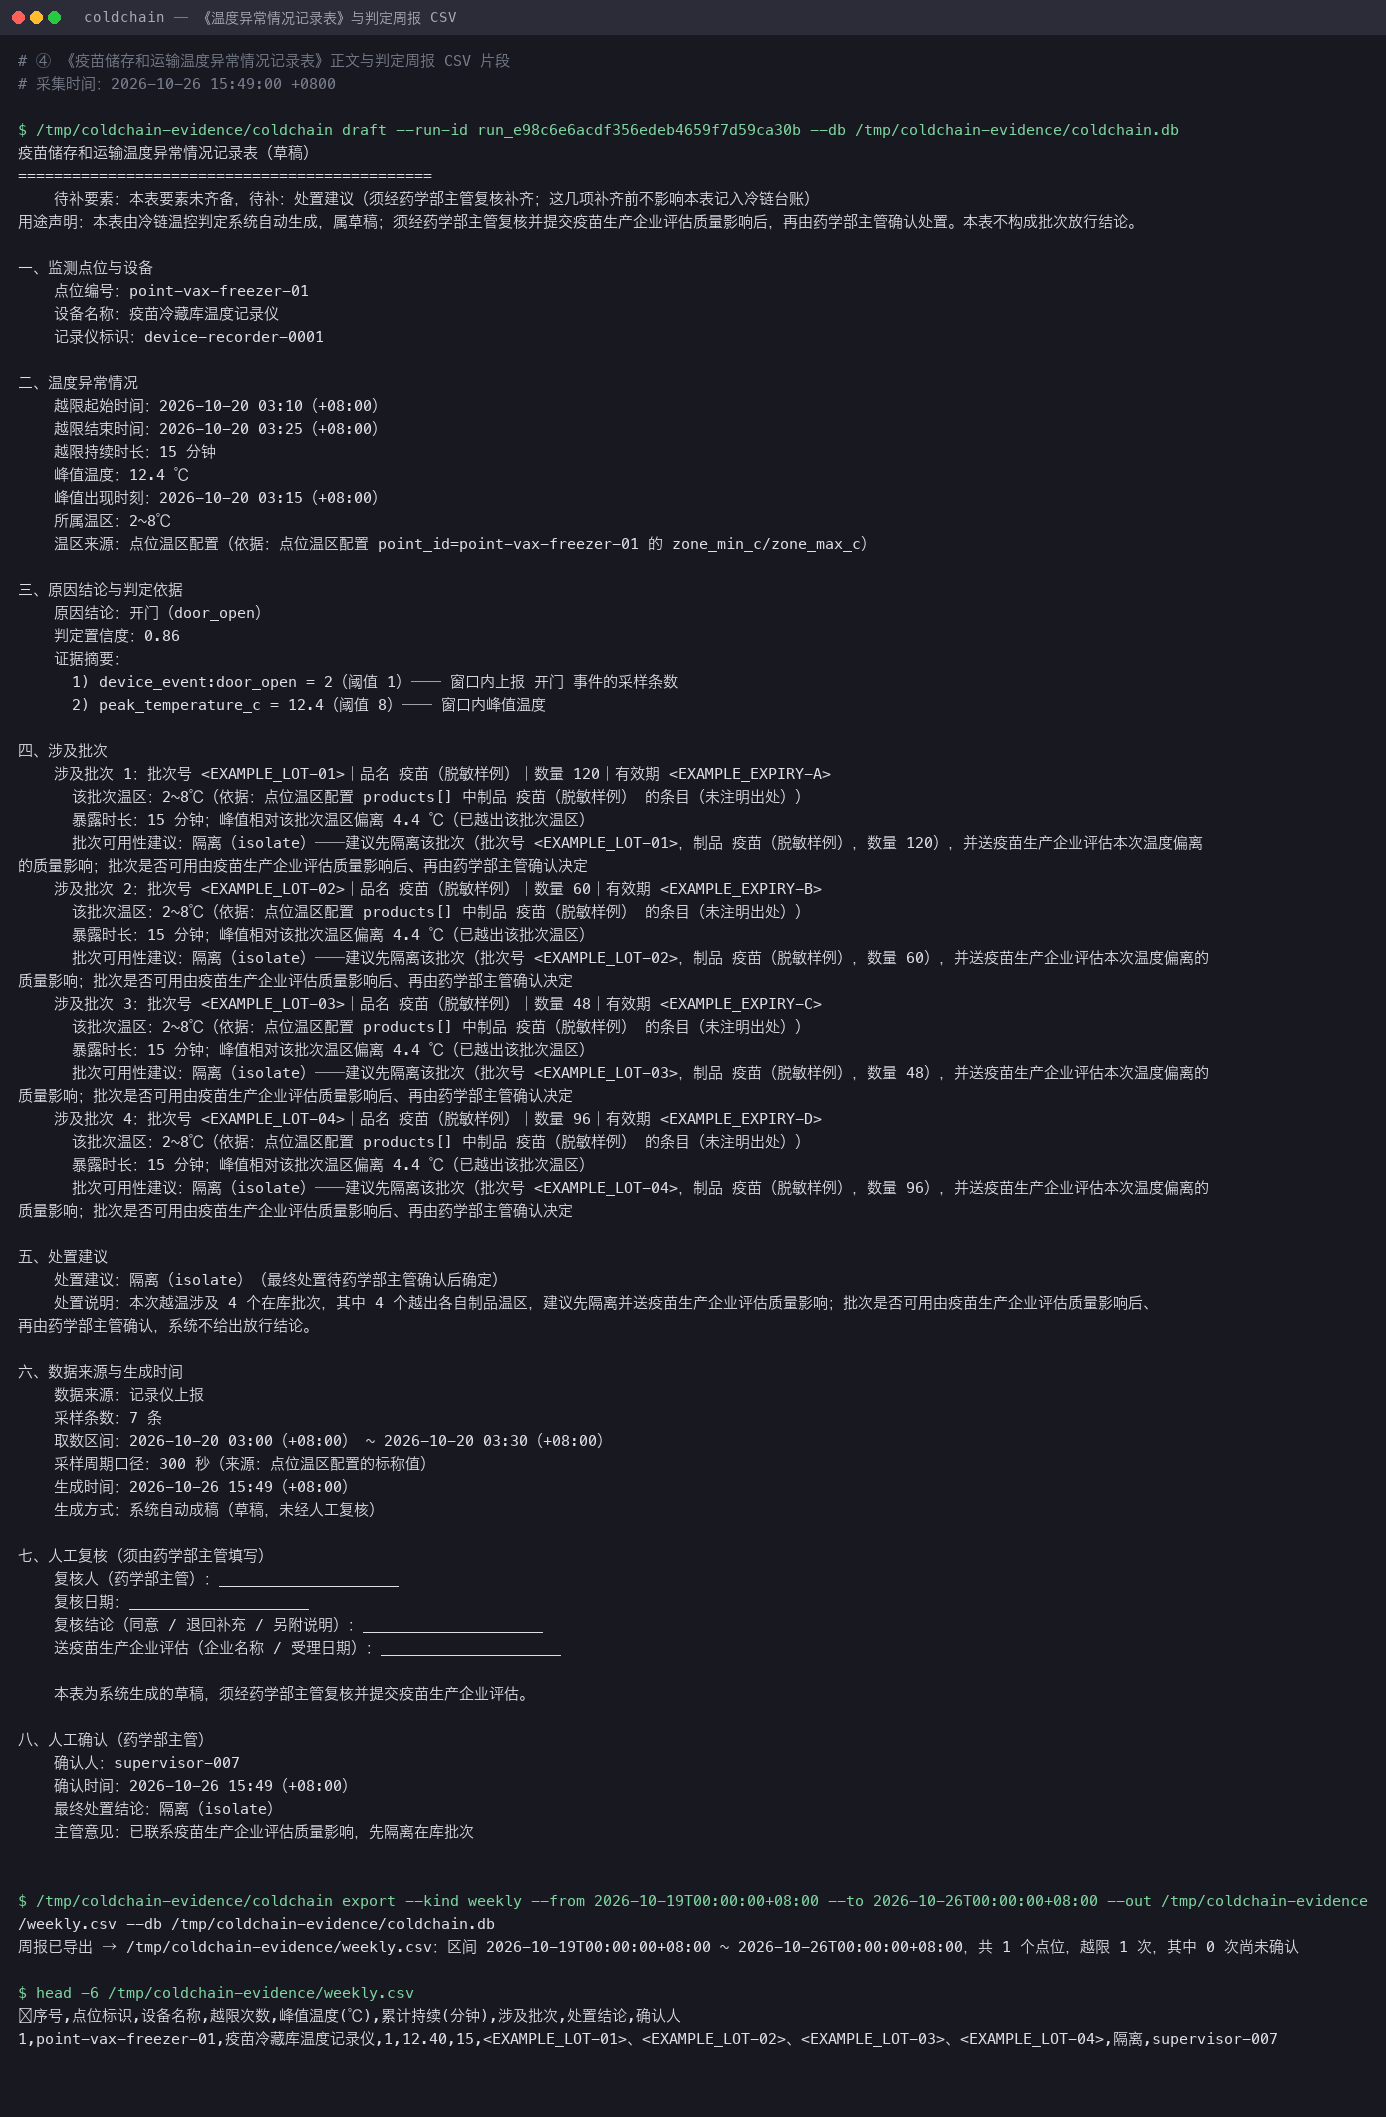 coldchain — 《温度异常情况记录表》与判定周报 CSV
# ④ 《疫苗储存和运输温度异常情况记录表》正文与判定周报 CSV 片段
# 采集时间：2026-10-26 15:49:00 +0800
$ /tmp/coldchain-evidence/coldchain draft --run-id run_e98c6e6acdf356edeb4659f7d59ca30b --db /tmp/coldchain-evidence/coldchain.db
疫苗储存和运输温度异常情况记录表（草稿）
==============================================
待补要素：本表要素未齐备，待补：处置建议（须经药学部主管复核补齐；这几项补齐前不影响本表记入冷链台账）
用途声明：本表由冷链温控判定系统自动生成，属草稿；须经药学部主管复核并提交疫苗生产企业评估质量影响后，再由药学部主管确认处置。本表不构成批次放行结论。
一、监测点位与设备
点位编号：point-vax-freezer-01
设备名称：疫苗冷藏库温度记录仪
记录仪标识：device-recorder-0001
二、温度异常情况
越限起始时间：2026-10-20 03:10（+08:00）
越限结束时间：2026-10-20 03:25（+08:00）
越限持续时长：15 分钟
峰值温度：12.4 ℃
峰值出现时刻：2026-10-20 03:15（+08:00）
所属温区：2~8℃
温区来源：点位温区配置（依据：点位温区配置 point_id=point-vax-freezer-01 的 zone_min_c/zone_max_c）
三、原因结论与判定依据
原因结论：开门（door_open）
判定置信度：0.86
证据摘要：
1) device_event:door_open = 2（阈值 1）—— 窗口内上报 开门 事件的采样条数
2) peak_temperature_c = 12.4（阈值 8）—— 窗口内峰值温度
四、涉及批次
涉及批次 1：批次号 <EXAMPLE_LOT-01>｜品名 疫苗（脱敏样例）｜数量 120｜有效期 <EXAMPLE_EXPIRY-A>
该批次温区：2~8℃（依据：点位温区配置 products[] 中制品 疫苗（脱敏样例） 的条目（未注明出处））
暴露时长：15 分钟；峰值相对该批次温区偏离 4.4 ℃（已越出该批次温区）
批次可用性建议：隔离（isolate）——建议先隔离该批次（批次号 <EXAMPLE_LOT-01>，制品 疫苗（脱敏样例），数量 120），并送疫苗生产企业评估本次温度偏离
的质量影响；批次是否可用由疫苗生产企业评估质量影响后、再由药学部主管确认决定
涉及批次 2：批次号 <EXAMPLE_LOT-02>｜品名 疫苗（脱敏样例）｜数量 60｜有效期 <EXAMPLE_EXPIRY-B>
该批次温区：2~8℃（依据：点位温区配置 products[] 中制品 疫苗（脱敏样例） 的条目（未注明出处））
暴露时长：15 分钟；峰值相对该批次温区偏离 4.4 ℃（已越出该批次温区）
批次可用性建议：隔离（isolate）——建议先隔离该批次（批次号 <EXAMPLE_LOT-02>，制品 疫苗（脱敏样例），数量 60），并送疫苗生产企业评估本次温度偏离的
质量影响；批次是否可用由疫苗生产企业评估质量影响后、再由药学部主管确认决定
涉及批次 3：批次号 <EXAMPLE_LOT-03>｜品名 疫苗（脱敏样例）｜数量 48｜有效期 <EXAMPLE_EXPIRY-C>
该批次温区：2~8℃（依据：点位温区配置 products[] 中制品 疫苗（脱敏样例） 的条目（未注明出处））
暴露时长：15 分钟；峰值相对该批次温区偏离 4.4 ℃（已越出该批次温区）
批次可用性建议：隔离（isolate）——建议先隔离该批次（批次号 <EXAMPLE_LOT-03>，制品 疫苗（脱敏样例），数量 48），并送疫苗生产企业评估本次温度偏离的
质量影响；批次是否可用由疫苗生产企业评估质量影响后、再由药学部主管确认决定
涉及批次 4：批次号 <EXAMPLE_LOT-04>｜品名 疫苗（脱敏样例）｜数量 96｜有效期 <EXAMPLE_EXPIRY-D>
该批次温区：2~8℃（依据：点位温区配置 products[] 中制品 疫苗（脱敏样例） 的条目（未注明出处））
暴露时长：15 分钟；峰值相对该批次温区偏离 4.4 ℃（已越出该批次温区）
批次可用性建议：隔离（isolate）——建议先隔离该批次（批次号 <EXAMPLE_LOT-04>，制品 疫苗（脱敏样例），数量 96），并送疫苗生产企业评估本次温度偏离的
质量影响；批次是否可用由疫苗生产企业评估质量影响后、再由药学部主管确认决定
五、处置建议
处置建议：隔离（isolate）（最终处置待药学部主管确认后确定）
处置说明：本次越温涉及 4 个在库批次，其中 4 个越出各自制品温区，建议先隔离并送疫苗生产企业评估质量影响；批次是否可用由疫苗生产企业评估质量影响后、
再由药学部主管确认，系统不给出放行结论。
六、数据来源与生成时间
数据来源：记录仪上报
采样条数：7 条
取数区间：2026-10-20 03:00（+08:00） ~ 2026-10-20 03:30（+08:00）
采样周期口径：300 秒（来源：点位温区配置的标称值）
生成时间：2026-10-26 15:49（+08:00）
生成方式：系统自动成稿（草稿，未经人工复核）
七、人工复核（须由药学部主管填写）
复核人（药学部主管）：____________________
复核日期：____________________
复核结论（同意 / 退回补充 / 另附说明）：____________________
送疫苗生产企业评估（企业名称 / 受理日期）：____________________
本表为系统生成的草稿，须经药学部主管复核并提交疫苗生产企业评估。
八、人工确认（药学部主管）
确认人：supervisor-007
确认时间：2026-10-26 15:49（+08:00）
最终处置结论：隔离（isolate）
主管意见：已联系疫苗生产企业评估质量影响，先隔离在库批次
$ /tmp/coldchain-evidence/coldchain export --kind weekly --from 2026-10-19T00:00:00+08:00 --to 2026-10-26T00:00:00+08:00 --out /tmp/coldchain-evidence
/weekly.csv --db /tmp/coldchain-evidence/coldchain.db
周报已导出 → /tmp/coldchain-evidence/weekly.csv：区间 2026-10-19T00:00:00+08:00 ~ 2026-10-26T00:00:00+08:00，共 1 个点位，越限 1 次，其中 0 次尚未确认
$ head -6 /tmp/coldchain-evidence/weekly.csv
序号,点位标识,设备名称,越限次数,峰值温度(℃),累计持续(分钟),涉及批次,处置结论,确认人
1,point-vax-freezer-01,疫苗冷藏库温度记录仪,1,12.40,15,<EXAMPLE_LOT-01>、<EXAMPLE_LOT-02>、<EXAMPLE_LOT-03>、<EXAMPLE_LOT-04>,隔离,supervisor-007